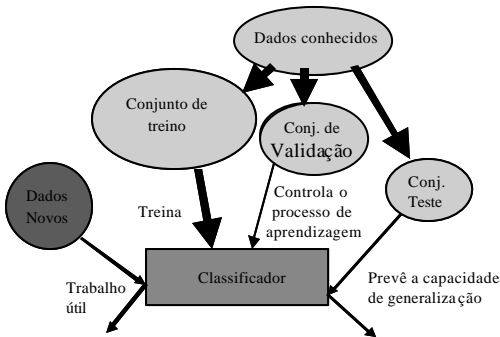 Dados conhecidos
Conjunto de
treino
Conj. de
Validação
Conj.
Teste
Dados
Novos
Treina
Controla o
processo de
aprendizagem
Classificador
Trabalho
útil
Prevê a capacidade
de generalização